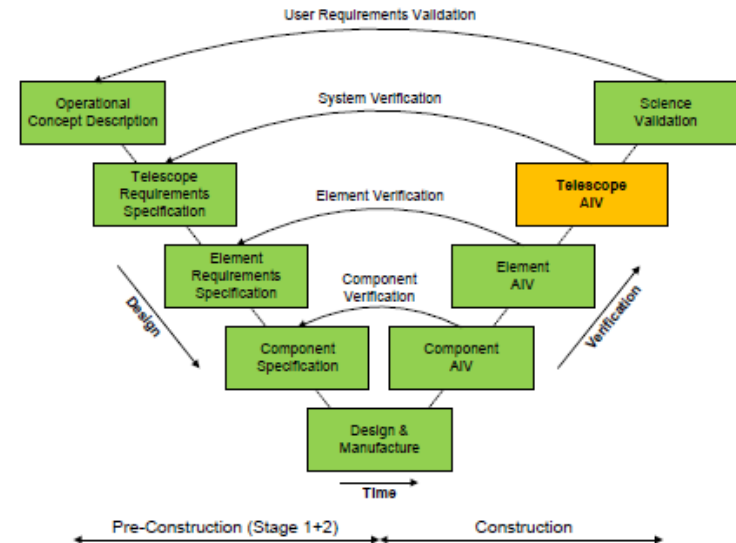 User Requirements Validation
Operational
Concept Description
System Verification
Science
Validation
Telescope
Requirements
Specification
Telescope
AIV
Element Verification
Element
Requirements
Specification
Element
AIV
Component
Verification
Design
Verification
Component
Specification
Component
AIV
Design &
Manufacture
Time
Pre-Construction (Stage 1+2)
Construction